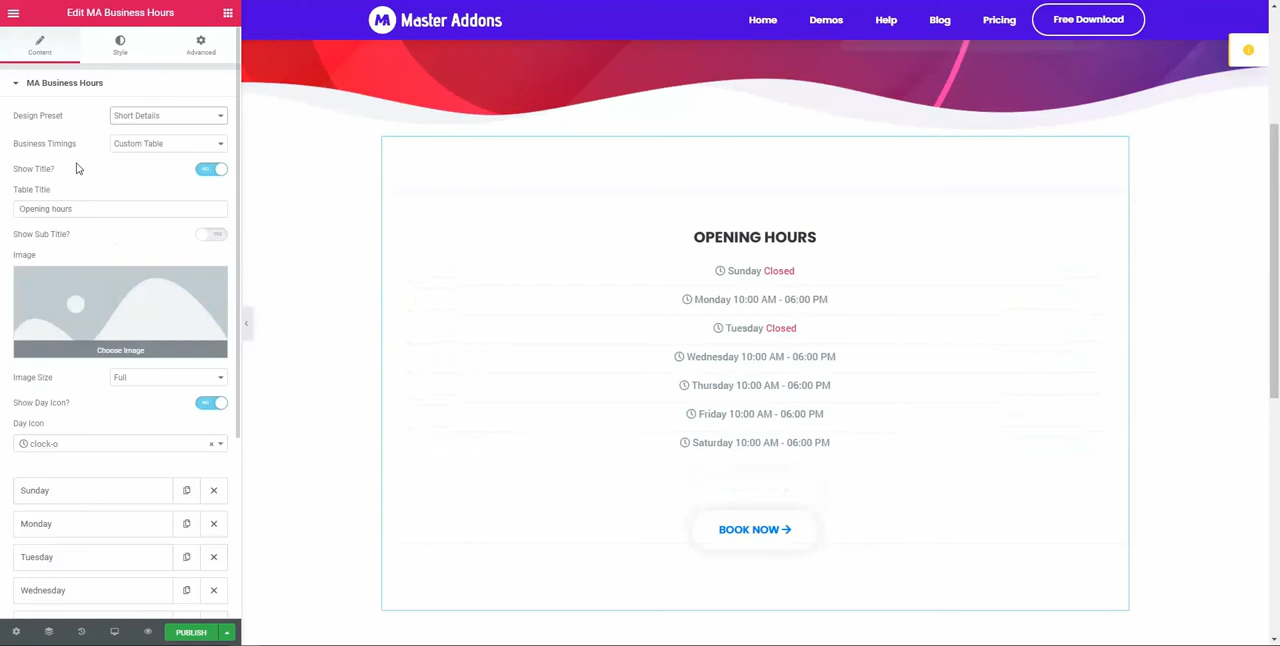 Edit MA Business Hours
Content
Style
Advanced
MA Business Hours
Design Preset
Short Details
Business Timings
Custom Table
Show Title?
NO
Table Title
Opening hours
Show Sub Title?
YES
Image
Choose Image
Image Size
Full
Show Day Icon?
NO
Day Icon
clock-o
×
Sunday
Monday
Tuesday
Wednesday
PUBLISH
MA Master Addons
Home
Demos
Help
Blog
Pricing
Free Download
OPENING HOURS
Sunday Closed
Monday 10:00 AM - 06:00 PM
Tuesday Closed
Wednesday 10:00 AM - 06:00 PM
Thursday 10:00 AM - 06:00 PM
Friday 10:00 AM - 06:00 PM
Saturday 10:00 AM - 06:00 PM
BOOK NOW →